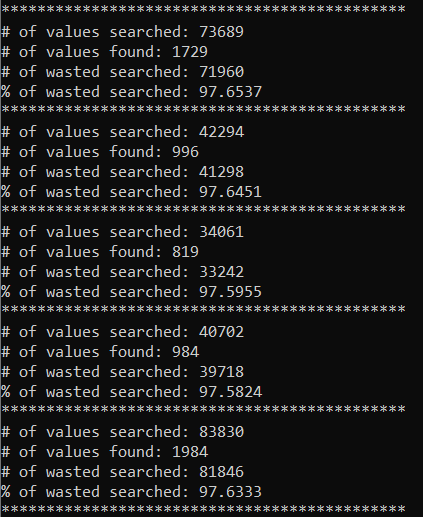 *********************************************
# of values searched: 73689
# of values found: 1729
# of wasted searched: 71960
% of wasted searched: 97.6537
*********************************************
# of values searched: 42294
# of values found: 996
# of wasted searched: 41298
% of wasted searched: 97.6451
*********************************************
# of values searched: 34061
# of values found: 819
# of wasted searched: 33242
% of wasted searched: 97.5955
*********************************************
# of values searched: 40702
# of values found: 984
# of wasted searched: 39718
% of wasted searched: 97.5824
*********************************************
# of values searched: 83830
# of values found: 1984
# of wasted searched: 81846
% of wasted searched: 97.6333
*********************************************